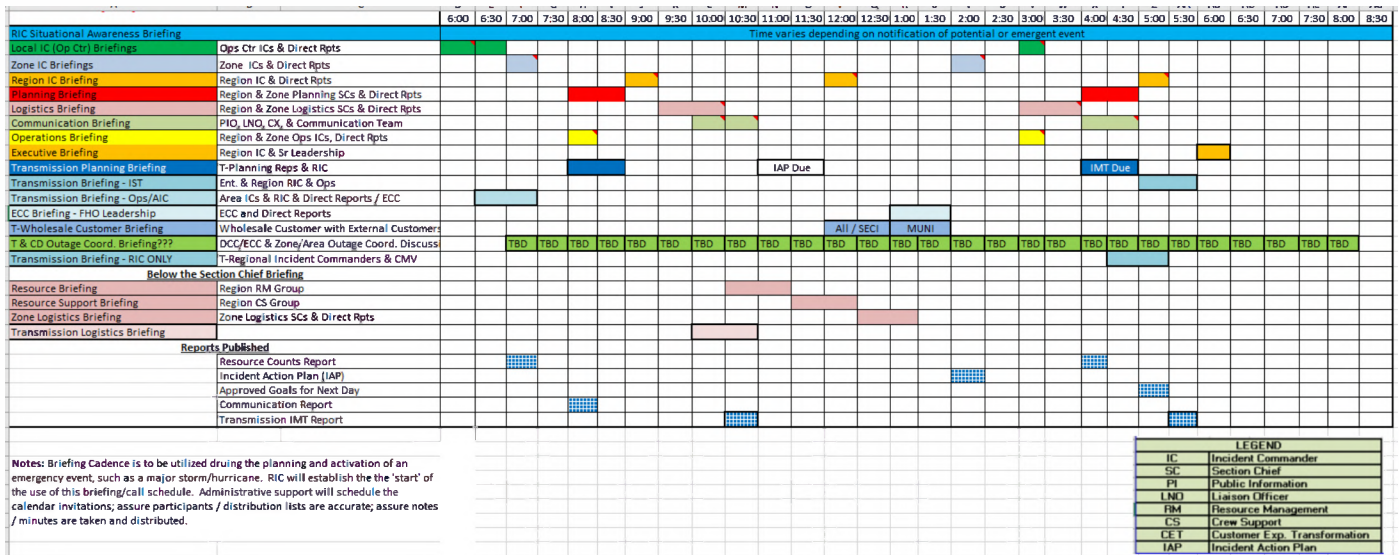 6:00 6:30 7:00 7:30 8:00 8:30 9:00 9:30 10:00 10:30 11:00 11:30 12:00 12:30 1:00 1:30 2:00 2:30 3:00 3:30 4:00 4:30 5:00 5:30 6:00 6:30 7:00 7:30 8:00 8:30
RIC Situational Awareness Briefing Time varies depending on notification of potential or emergent event
Local IC (Op Ctr) Briefings Ops Ctr ICs & Direct Rpts
Zone IC Briefings Zone ICs & Direct Rpts
Region IC Briefing Region IC & Direct Rpts
Planning Briefing Region & Zone Planning SCs & Direct Rpts
Logistics Briefing Region & Zone Logistics SCs & Direct Rpts
Communication Briefing PIO, LNO, CX, & Communication Team
Operations Briefing Region & Zone Ops ICs, Direct Rpts
Executive Briefing Region IC & Sr Leadership
Transmission Planning Briefing T-Planning Reps & RIC IAP Due IMT Due
Transmission Briefing - IST Ent. & Region RIC & Ops
Transmission Briefing - Ops/AIC Area ICs & RIC & Direct Reports / ECC
ECC Briefing - FHO Leadership ECC and Direct Reports
T-Wholesale Customer Briefing Wholesale Customer with External Customers All / SECI MUNI
T & CD Outage Coord. Briefing??? DCC/ECC & Zone/Area Outage Coord. Discussi TBD TBD TBD TBD TBD TBD TBD TBD TBD TBD TBD TBD TBD TBD TBD TBD TBD TBD TBD TBD TBD TBD TBD TBD TBD TBD TBD
Transmission Briefing - RIC ONLY T-Regional Incident Commanders & CMV
Below the Section Chief Briefing
Resource Briefing Region RM Group
Resource Support Briefing Region CS Group
Zone Logistics Briefing Zone Logistics SCs & Direct Rpts
Transmission Logistics Briefing
Reports Published
Resource Counts Report
Incident Action Plan (IAP)
Approved Goals for Next Day
Communication Report
Transmission IMT Report
Notes: Briefing Cadence is to be utilized druing the planning and activation of an
emergency event, such as a major storm/hurricane. RIC will establish the the 'start' of
the use of this briefing/call schedule. Administrative support will schedule the
calendar invitations; assure participants / distribution lists are accurate; assure notes
/ minutes are taken and distributed.
LEGEND
IC Incident Commander
SC Section Chief
PI Public Information
LNO Liaison Officer
RM Resource Management
CS Crew Support
CET Customer Exp. Transformation
IAP Incident Action Plan